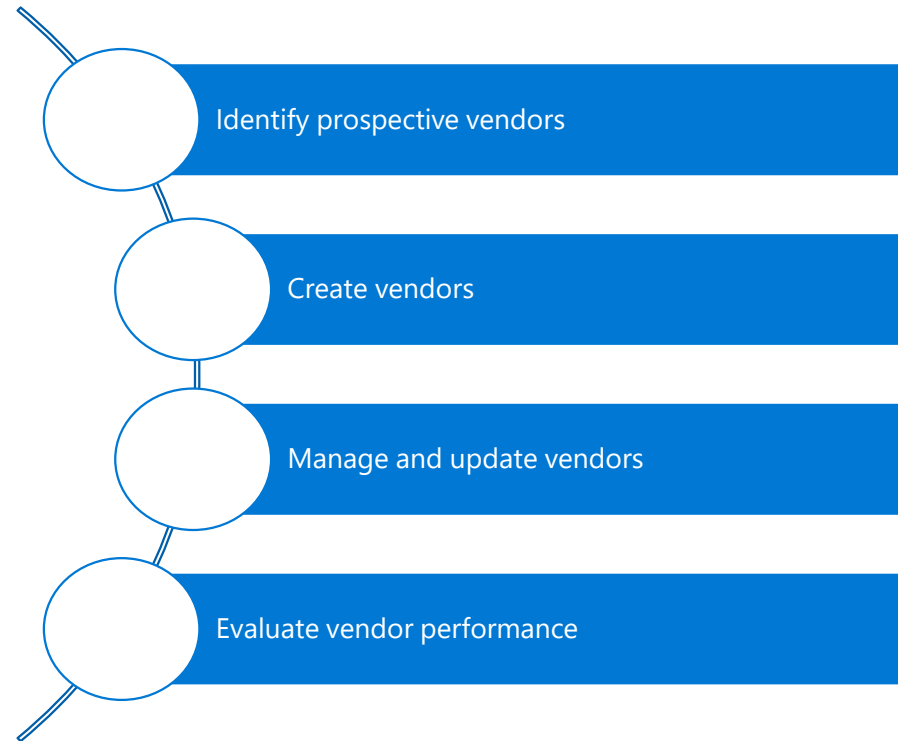 Identify prospective vendors
Create vendors
Manage and update vendors
Evaluate vendor performance